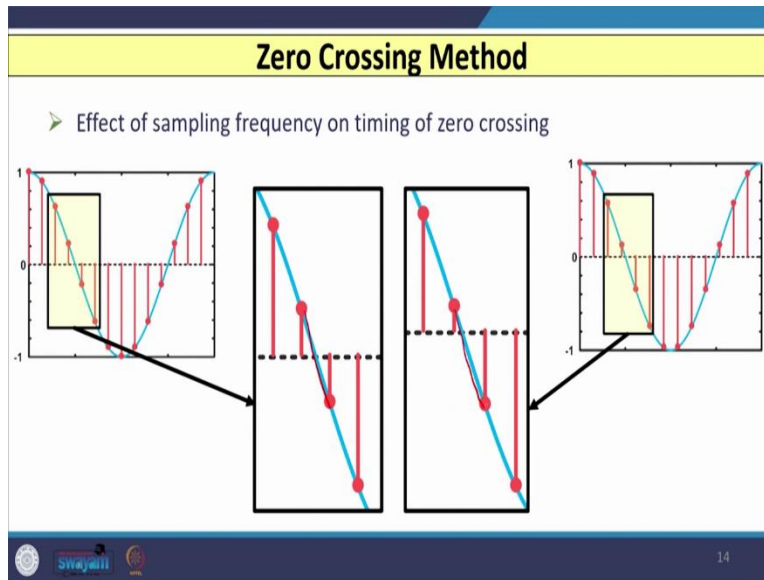 Zero Crossing Method
Effect of sampling frequency on timing of zero crossing
1
0
-1
1
0
-1
swayam
14